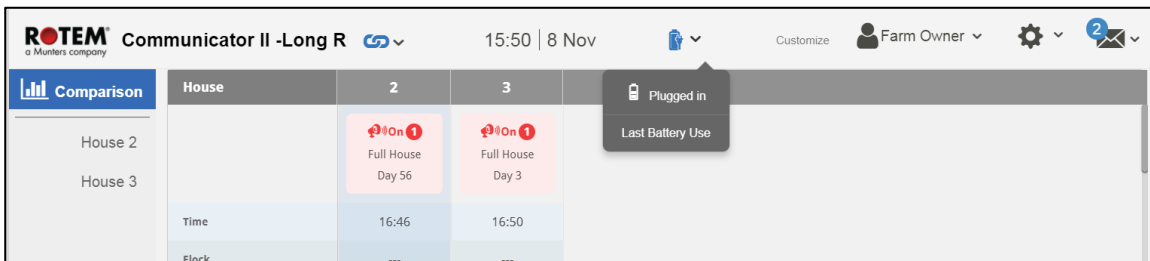 ROTEM
a Munters company
Communicator II -Long R
15:50 | 8 Nov
Customize
Farm Owner
2
Comparison
House 2 3
Plugged in
Last Battery Use
House 2
House 3
On 1 On 1
Full House Full House
Day 56 Day 3
Time 16:46 16:50
Flock --- ---